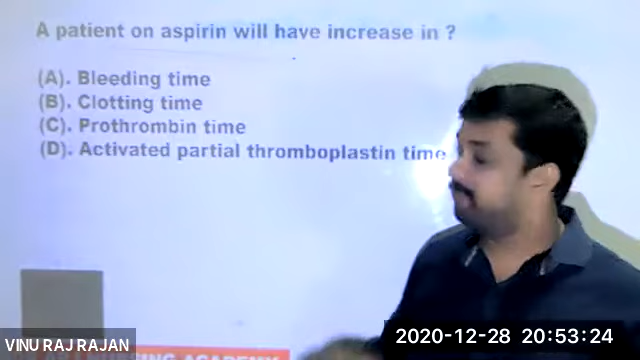 A patient on aspirin will have increase in ?
(A). Bleeding time
(B). Clotting time
(C). Prothrombin time
(D). Activated partial thromboplastin time
VINU RAJ RAJAN
ACADEMY
2020-12-28 20:53:24